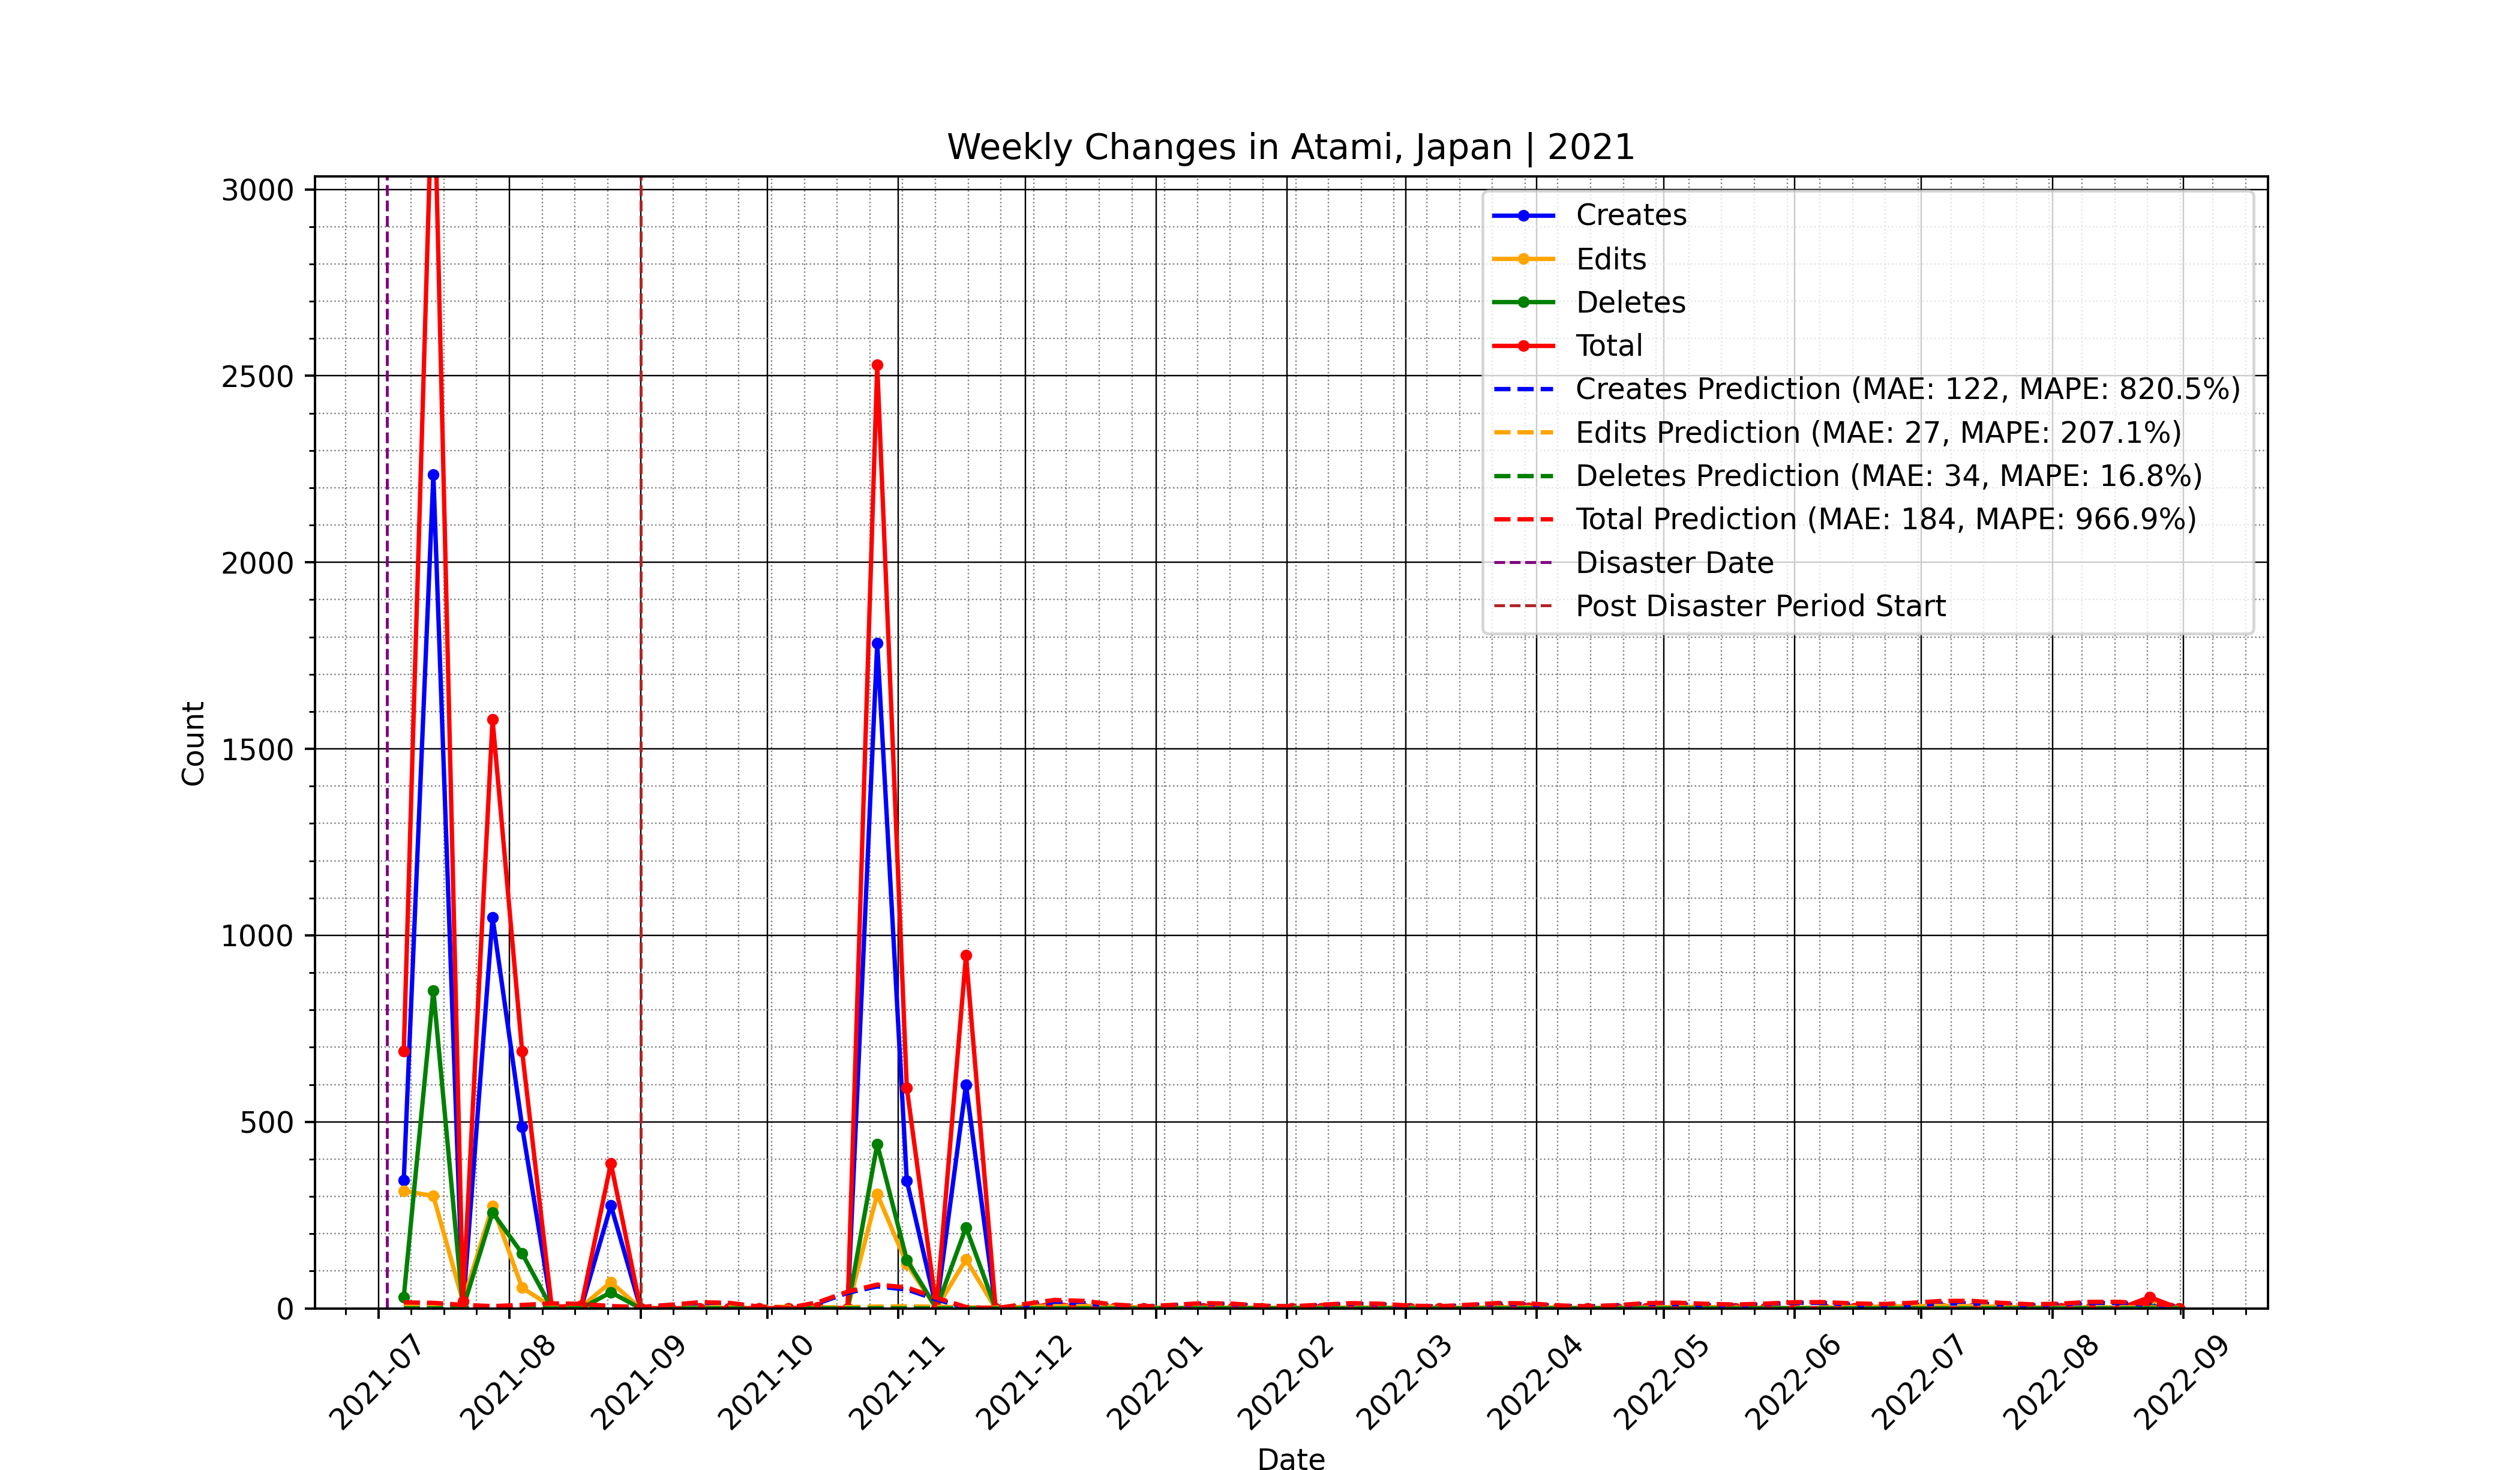 Weekly Changes in Atami, Japan | 2021
3000
2500
2000
1500
1000
500
0
Count
Creates
Edits
Deletes
Total
Creates Prediction (MAE: 122, MAPE: 820.5%)
Edits Prediction (MAE: 27, MAPE: 207.1%)
Deletes Prediction (MAE: 34, MAPE: 16.8%)
Total Prediction (MAE: 184, MAPE: 966.9%)
Disaster Date
Post Disaster Period Start
2021-07
2021-08
2021-09
2021-10
2021-11
2021-12
2022-01
2022-02
2022-03
2022-04
2022-05
2022-06
2022-07
2022-08
2022-09
Date